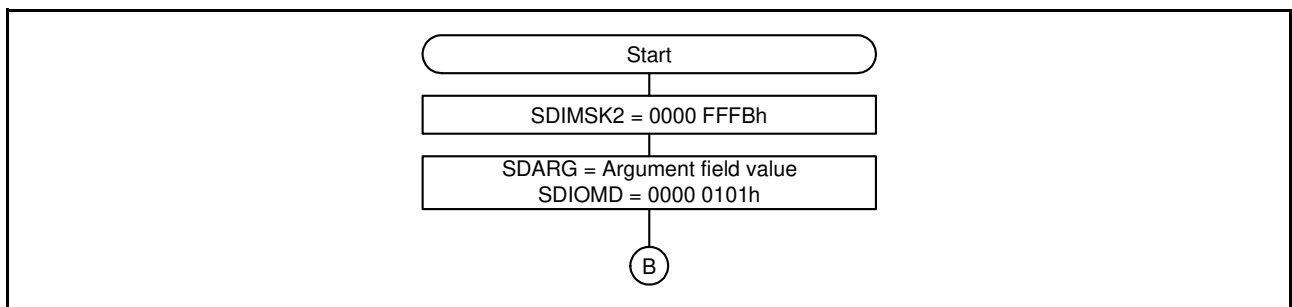 Start
SDIMSK2 = 0000 FFFBh
SDARG = Argument field value
SDIOMD = 0000 0101h
B